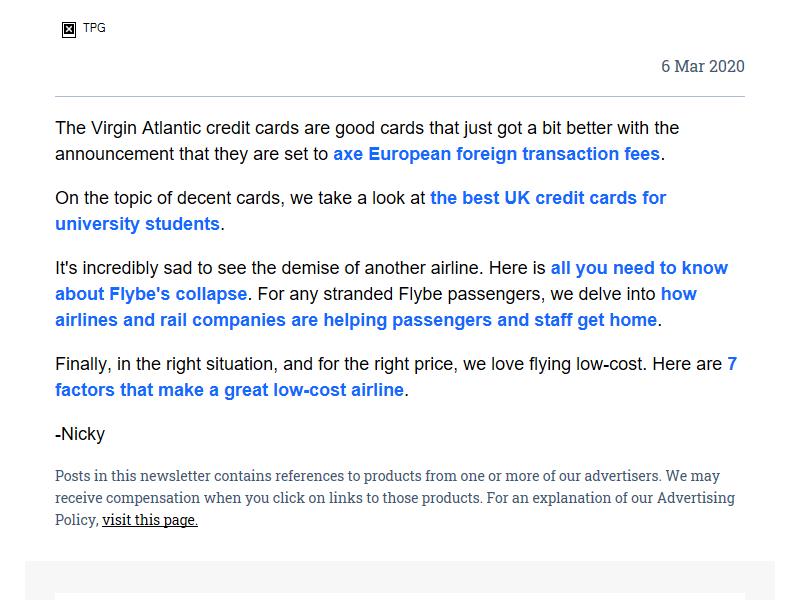 TPG
6 Mar 2020
The Virgin Atlantic credit cards are good cards that just got a bit better with the
announcement that they are set to axe European foreign transaction fees.
On the topic of decent cards, we take a look at the best UK credit cards for
university students.
It's incredibly sad to see the demise of another airline. Here is all you need to know
about Flybe's collapse. For any stranded Flybe passengers, we delve into how
airlines and rail companies are helping passengers and staff get home.
Finally, in the right situation, and for the right price, we love flying low-cost. Here are 7
factors that make a great low-cost airline.
-Nicky
Posts in this newsletter contains references to products from one or more of our advertisers. We may
receive compensation when you click on links to those products. For an explanation of our Advertising
Policy, visit this page.